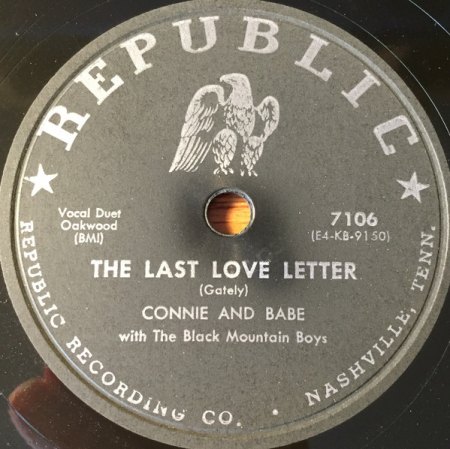 REPUBLIC
Vocal Duet
Oakwood
(BMI)
7106
(E4-KB-9150)
THE LAST LOVE LETTER
(Gately)
CONNIE AND BABE
with The Black Mountain Boys
REPUBLIC RECORDING CO. • NASHVILLE, TENN.